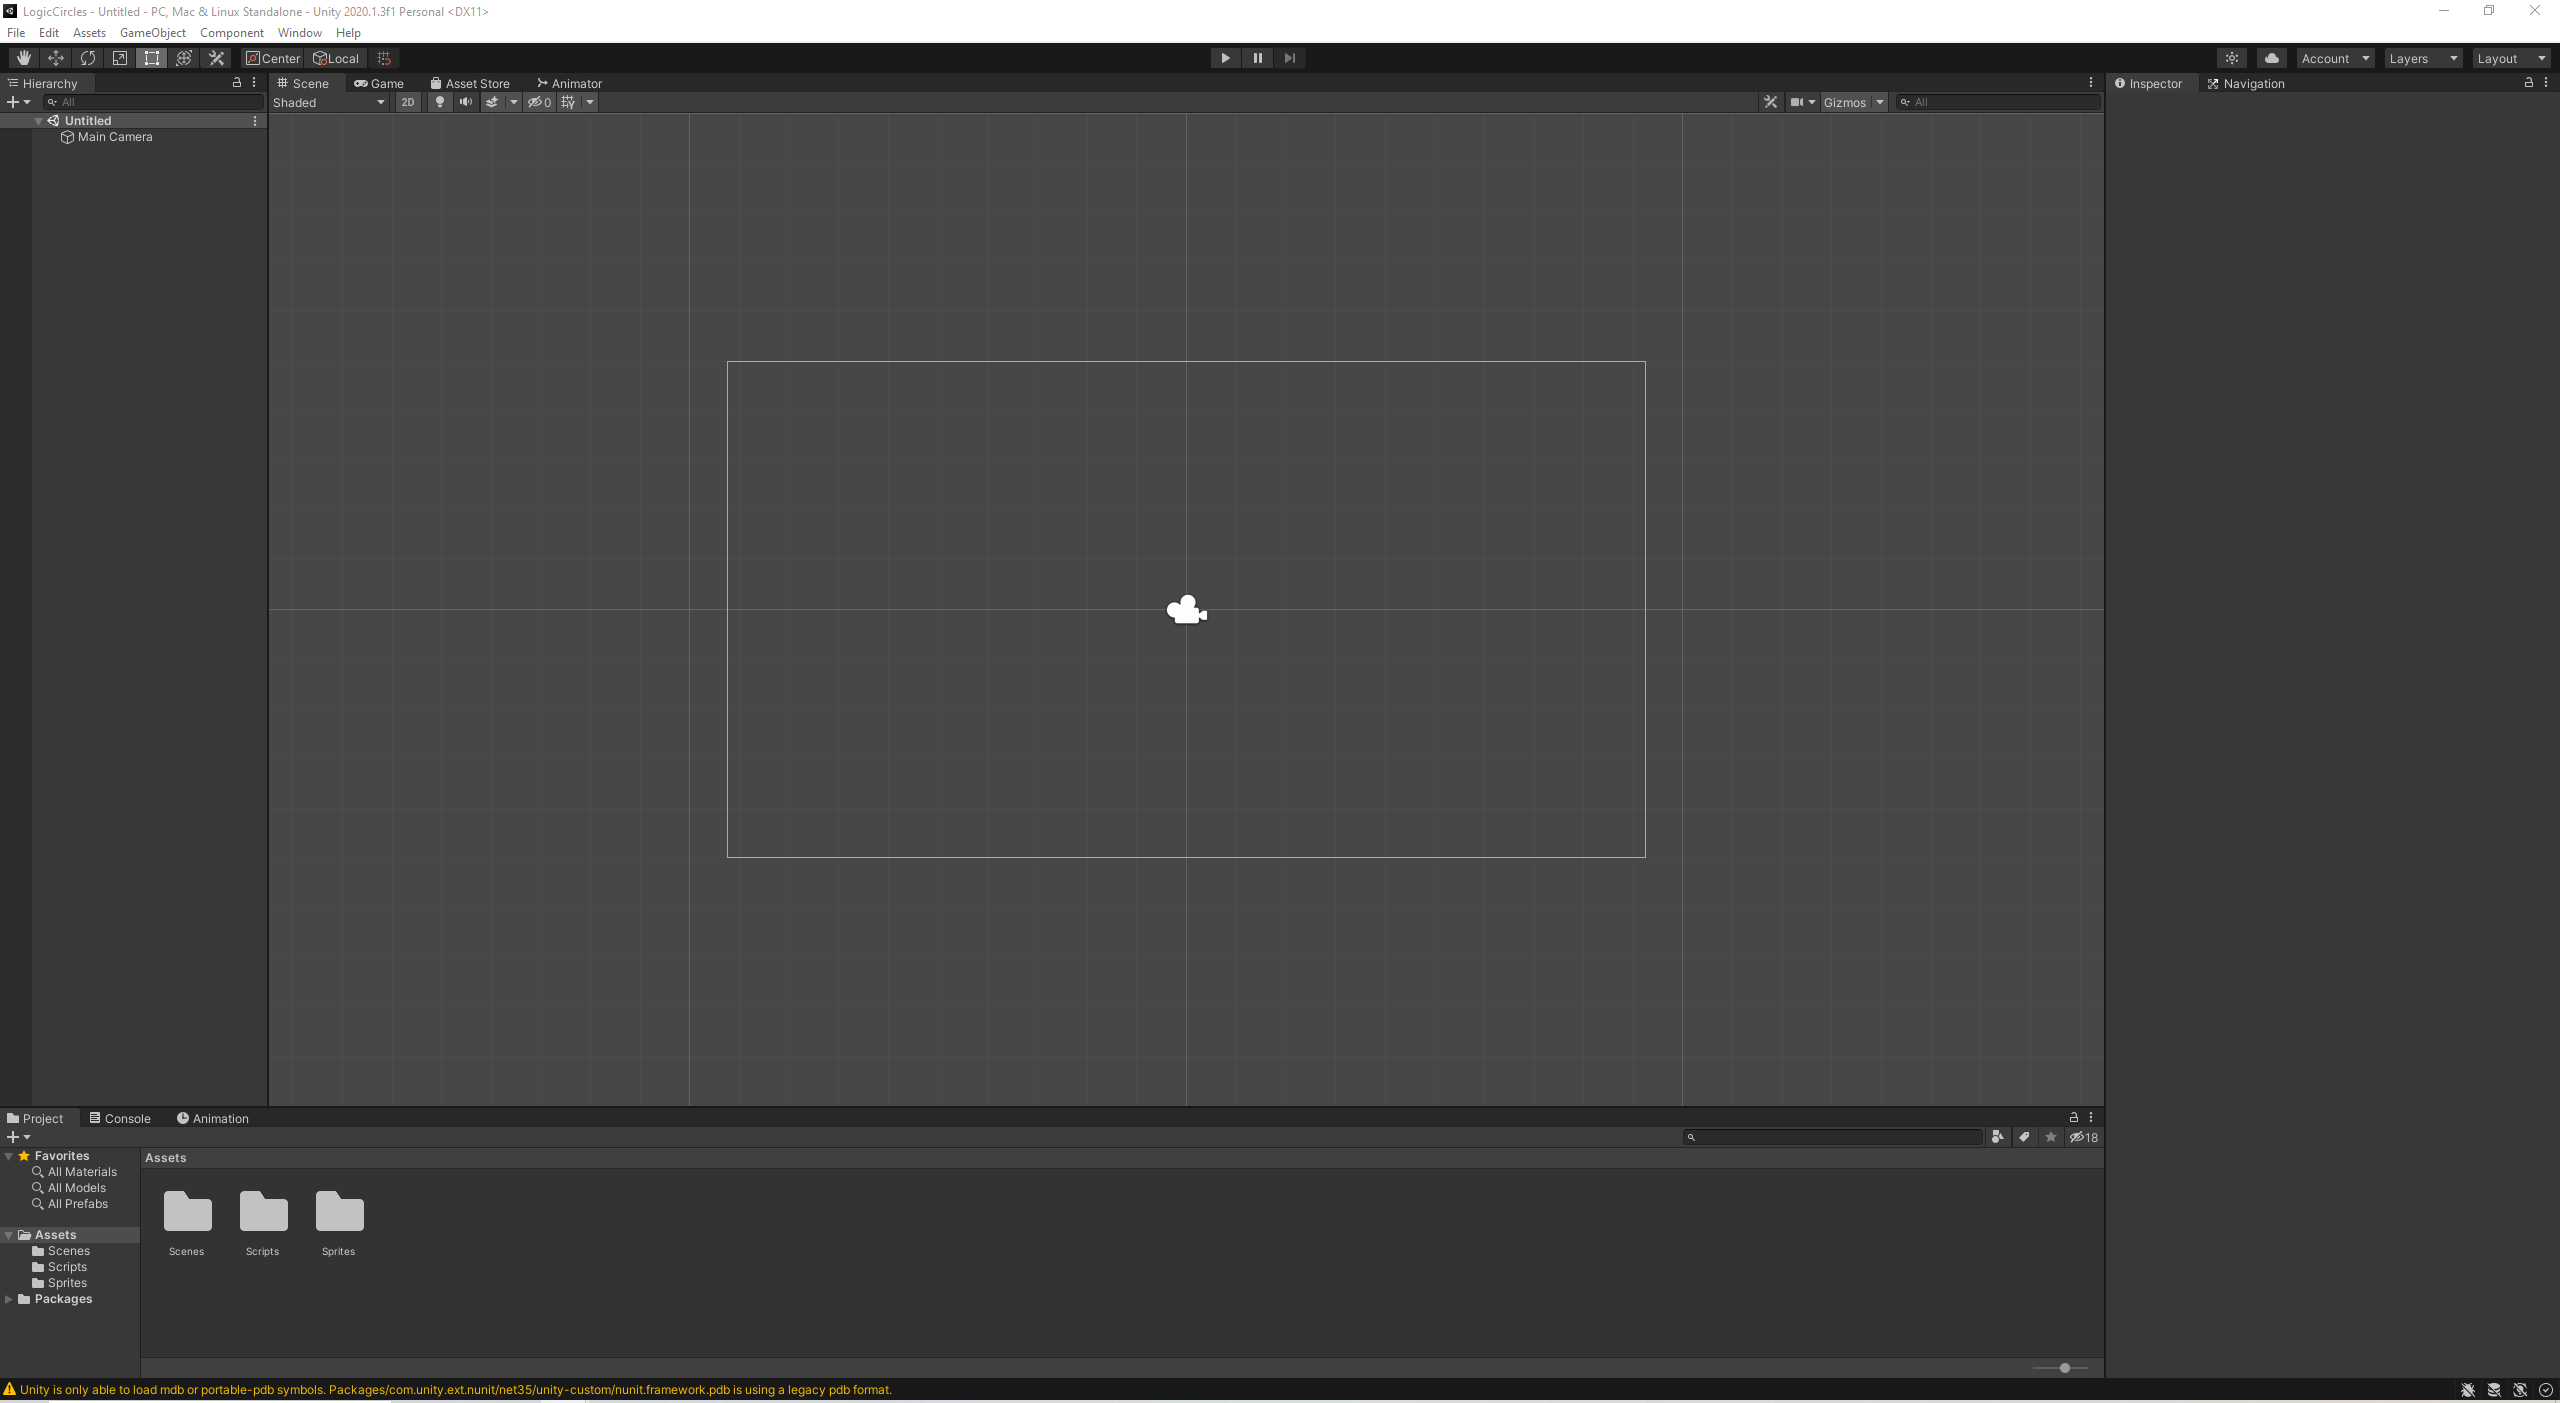 LogicCircles - Untitled - PC, Mac & Linux Standalone - Unity 2020.1.3f1 Personal <DX11>
File Edit Assets GameObject Component Window Help
Center Local Account Layers Layout
Hierarchy Scene Game Asset Store Animator Inspector Navigation
All Shaded 2D 0 Gizmos All
Untitled
Main Camera
Project Console Animation
18
Favorites
All Materials
All Models
All Prefabs
Assets
Scenes
Scripts
Sprites
Packages
Assets
Scenes Scripts Sprites
Unity is only able to load mdb or portable-pdb symbols. Packages/com.unity.ext.nunit/net35/unity-custom/nunit.framework.pdb is using a legacy pdb format.